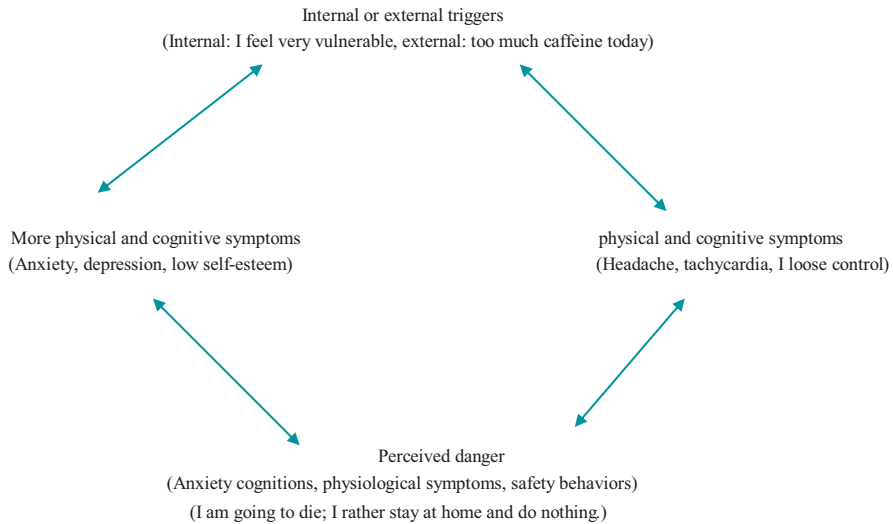 Internal or external triggers
(Internal: I feel very vulnerable, external: too much caffeine today)
More physical and cognitive symptoms
(Anxiety, depression, low self-esteem)
physical and cognitive symptoms
(Headache, tachycardia, I loose control)
Perceived danger
(Anxiety cognitions, physiological symptoms, safety behaviors)
(I am going to die; I rather stay at home and do nothing.)